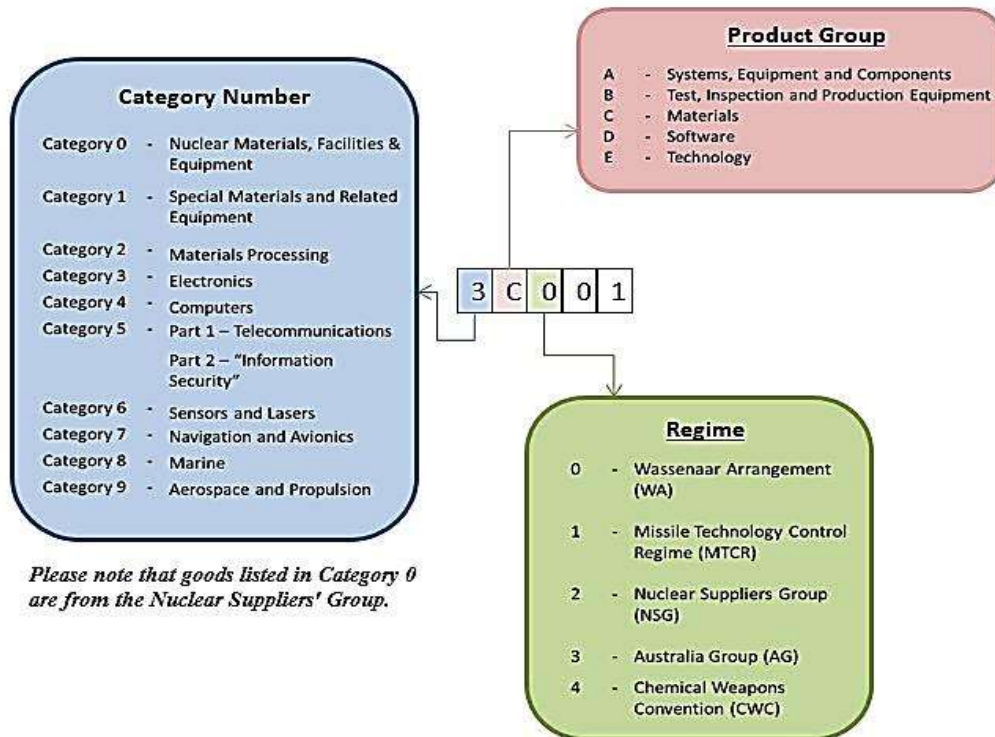 Product Group
A - Systems, Equipment and Components
B - Test, Inspection and Production Equipment
C - Materials
D - Software
E - Technology
Category Number
Category 0 - Nuclear Materials, Facilities &
Equipment
Category 1 - Special Materials and Related
Equipment
Category 2 - Materials Processing
Category 3 - Electronics
Category 4 - Computers
Category 5 - Part 1 – Telecommunications
Part 2 – "Information
Security"
Category 6 - Sensors and Lasers
Category 7 - Navigation and Avionics
Category 8 - Marine
Category 9 - Aerospace and Propulsion
3 C 0 0 1
Please note that goods listed in Category 0
are from the Nuclear Suppliers' Group.
Regime
0 - Wassenaar Arrangement
(WA)
1 - Missile Technology Control
Regime (MTCR)
2 - Nuclear Suppliers Group
(NSG)
3 - Australia Group (AG)
4 - Chemical Weapons
Convention (CWC)